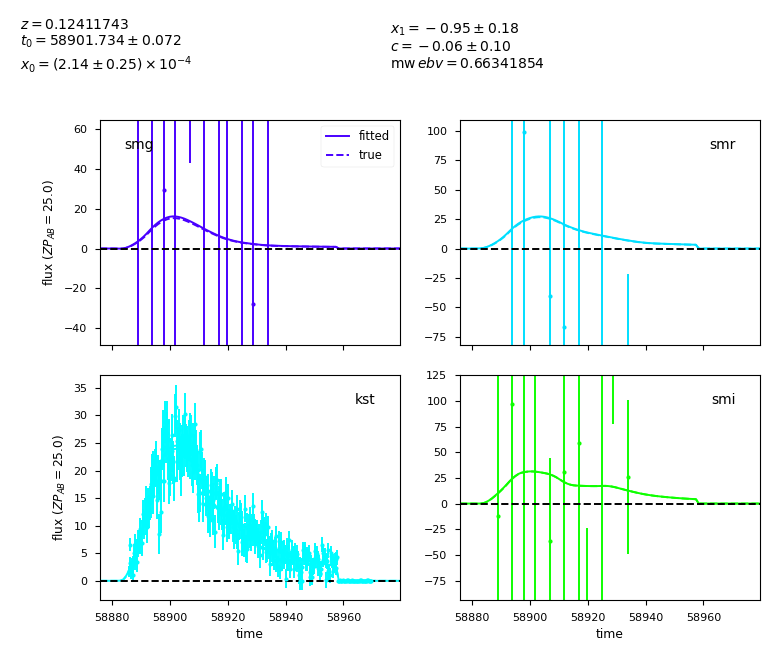 z = 0.12411743
t₀ = 58901.734 ± 0.072
x₀ = (2.14 ± 0.25) × 10⁻⁴
x₁ = −0.95 ± 0.18
c = −0.06 ± 0.10
mw ebv = 0.66341854
60
40
20
0
−20
−40
flux (ZP_AB = 25.0)
smg
fitted
true
100
75
50
25
0
−25
−50
−75
smr
35
30
25
20
15
10
5
0
flux (ZP_AB = 25.0)
kst
58880 58900 58920 58940 58960
time
125
100
75
50
25
0
−25
−50
−75
smi
58880 58900 58920 58940 58960
time